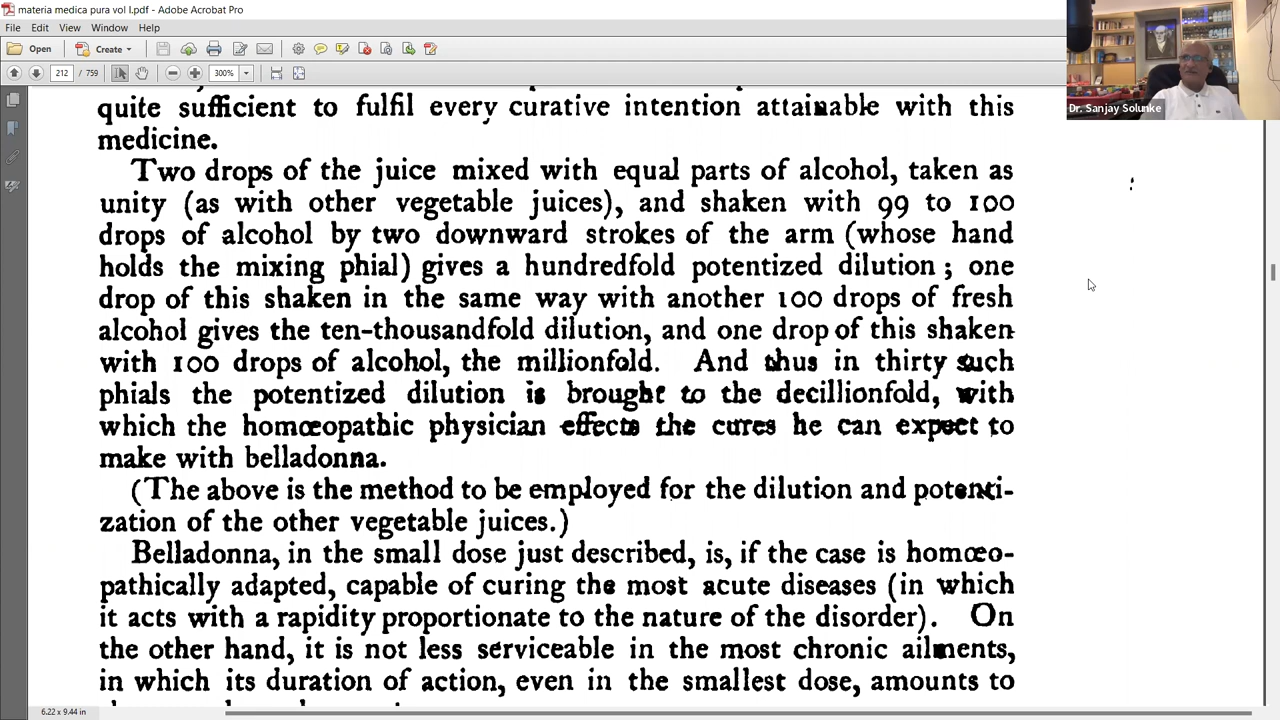 materia medica pura vol I.pdf - Adobe Acrobat Pro
File Edit View Window Help
Open Create
212 / 759 300%
Dr. Sanjay Solunke
quite sufficient to fulfil every curative intention attainable with this
medicine.
Two drops of the juice mixed with equal parts of alcohol, taken as
unity (as with other vegetable juices), and shaken with 99 to 100
drops of alcohol by two downward strokes of the arm (whose hand
holds the mixing phial) gives a hundredfold potentized dilution ; one
drop of this shaken in the same way with another 100 drops of fresh
alcohol gives the ten-thousandfold dilution, and one drop of this shaken
with 100 drops of alcohol, the millionfold. And thus in thirty such
phials the potentized dilution is brought to the decillionfold, with
which the homœopathic physician effects the cures he can expect to
make with belladonna.
(The above is the method to be employed for the dilution and potenti-
zation of the other vegetable juices.)
Belladonna, in the small dose just described, is, if the case is homœo-
pathically adapted, capable of curing the most acute diseases (in which
it acts with a rapidity proportionate to the nature of the disorder). On
the other hand, it is not less serviceable in the most chronic ailments,
in which its duration of action, even in the smallest dose, amounts to
6.22 x 9.44 in